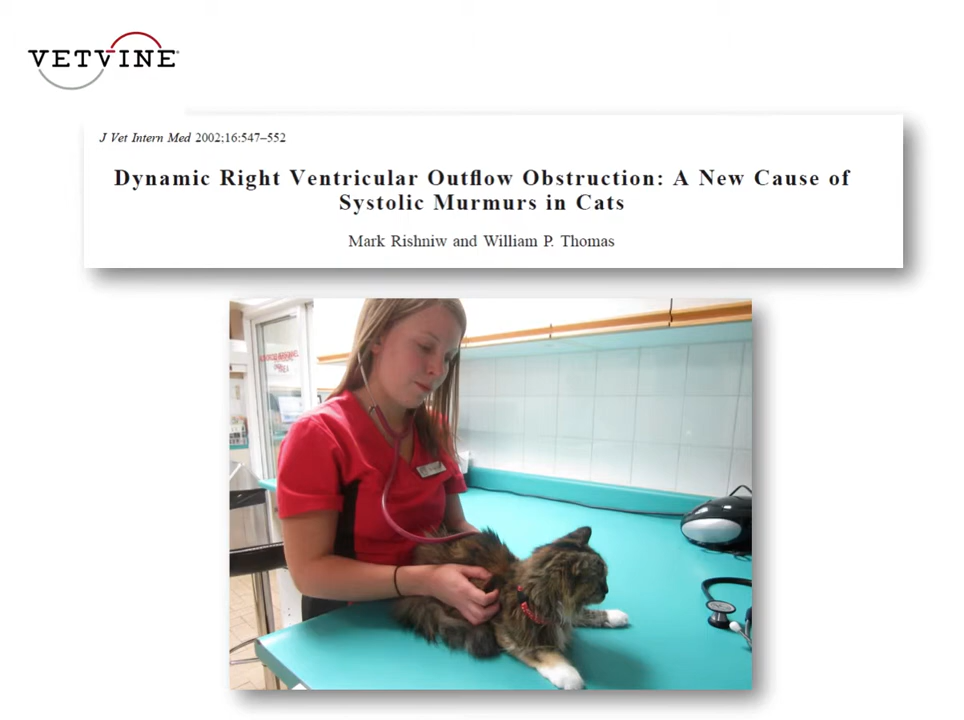 VETVINE®
J Vet Intern Med 2002;16:547–552
Dynamic Right Ventricular Outflow Obstruction: A New Cause of
Systolic Murmurs in Cats
Mark Rishniw and William P. Thomas